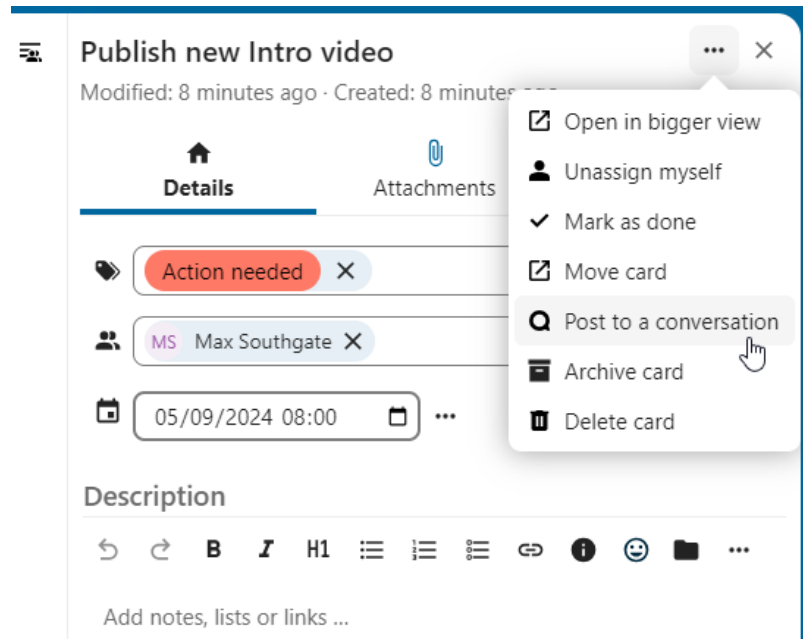 Publish new Intro video
Modified: 8 minutes ago · Created: 8 minutes ago
Details
Attachments
Open in bigger view
Unassign myself
Mark as done
Move card
Post to a conversation
Archive card
Delete card
Action needed
MS Max Southgate
05/09/2024 08:00
Description
B I H1
Add notes, lists or links ...